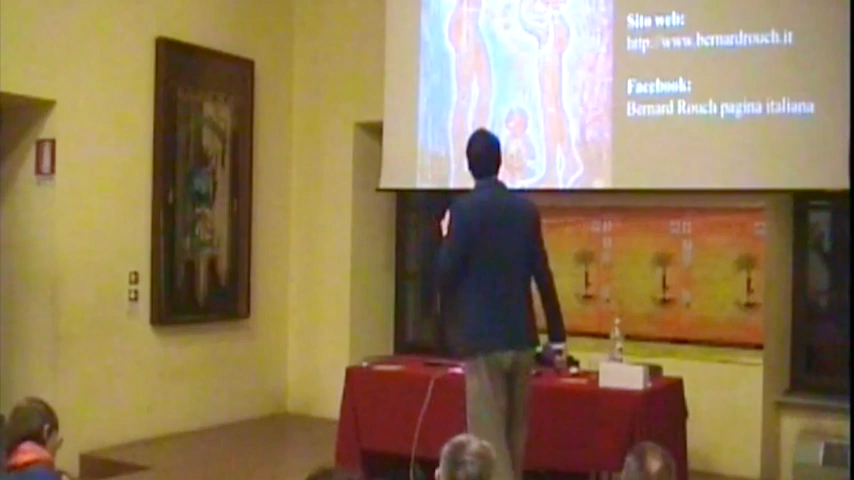 Sito web:
http://www.bernardrouch.it
Facebook:
Bernard Rouch pagina italiana